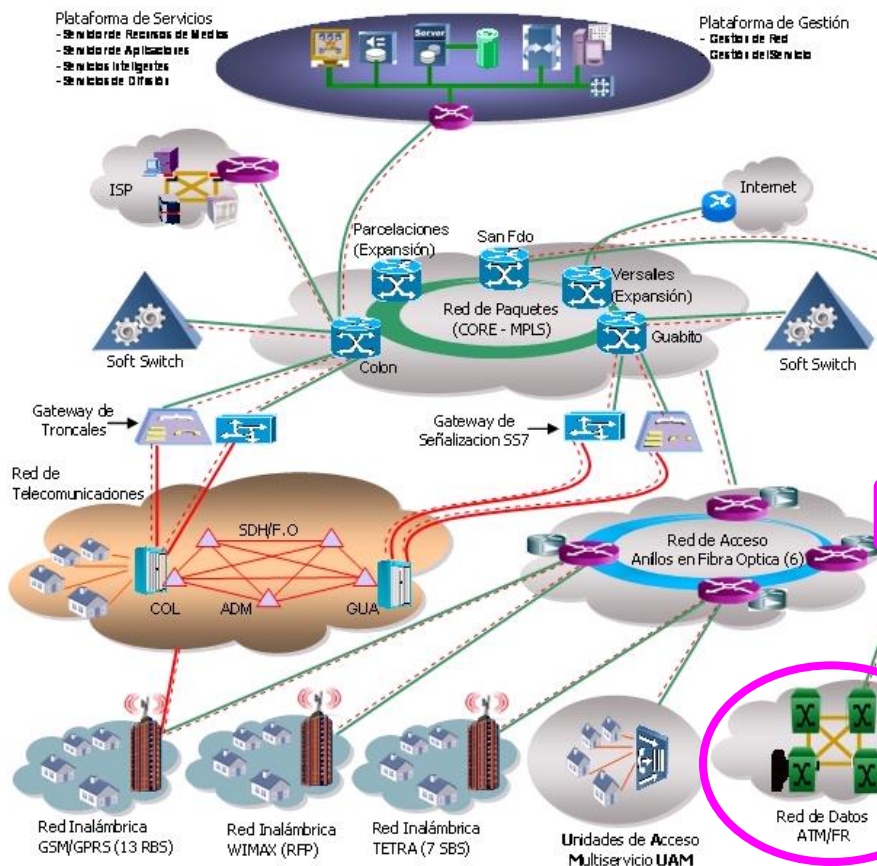 Plataforma de Servicios
- Servidor de Recursos de Medios
- Servidor de Aplicaciones
- Servicios Inteligentes
- Servicios de Difusión
Plataforma de Gestión
- Gestión de Red
- Gestión del Servicio
Server
ISP
Internet
Parcelaciones
(Expansión)
San Fdo
Versalles
(Expansión)
Red de Paquetes
(CORE - MPLS)
Soft Switch
Colon
Guabito
Soft Switch
Gateway de
Troncales
Gateway de
Señalizacion SS7
Red de
Telecomunicaciones
SDH/F.O
COL
ADM
GUA
Red de Acceso
Anillos en Fibra Optica (6)
Red Inalámbrica
GSM/GPRS (13 RBS)
Red Inalámbrica
WIMAX (RFP)
Red Inalámbrica
TETRA (7 SBS)
Unidades de Acceso
Multiservicio UAM
Red de Datos
ATM/FR